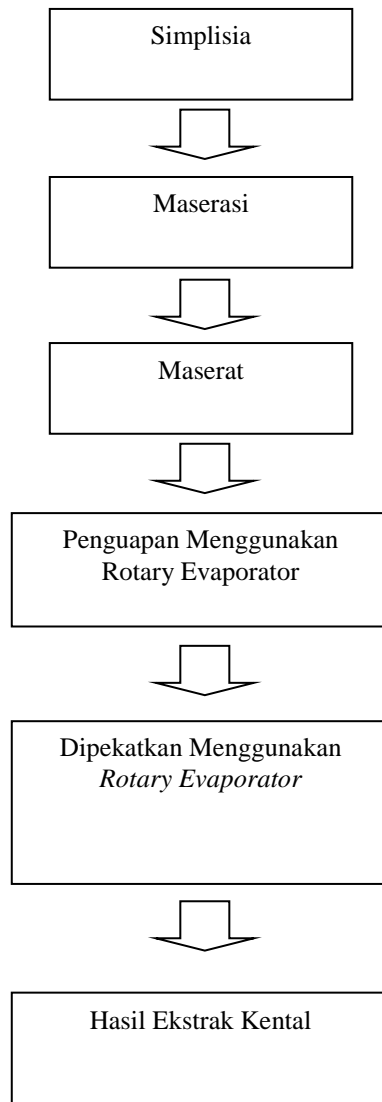 Simplisia
Maserasi
Maserat
Penguapan Menggunakan
Rotary Evaporator
Dipekatkan Menggunakan
Rotary Evaporator
Hasil Ekstrak Kental